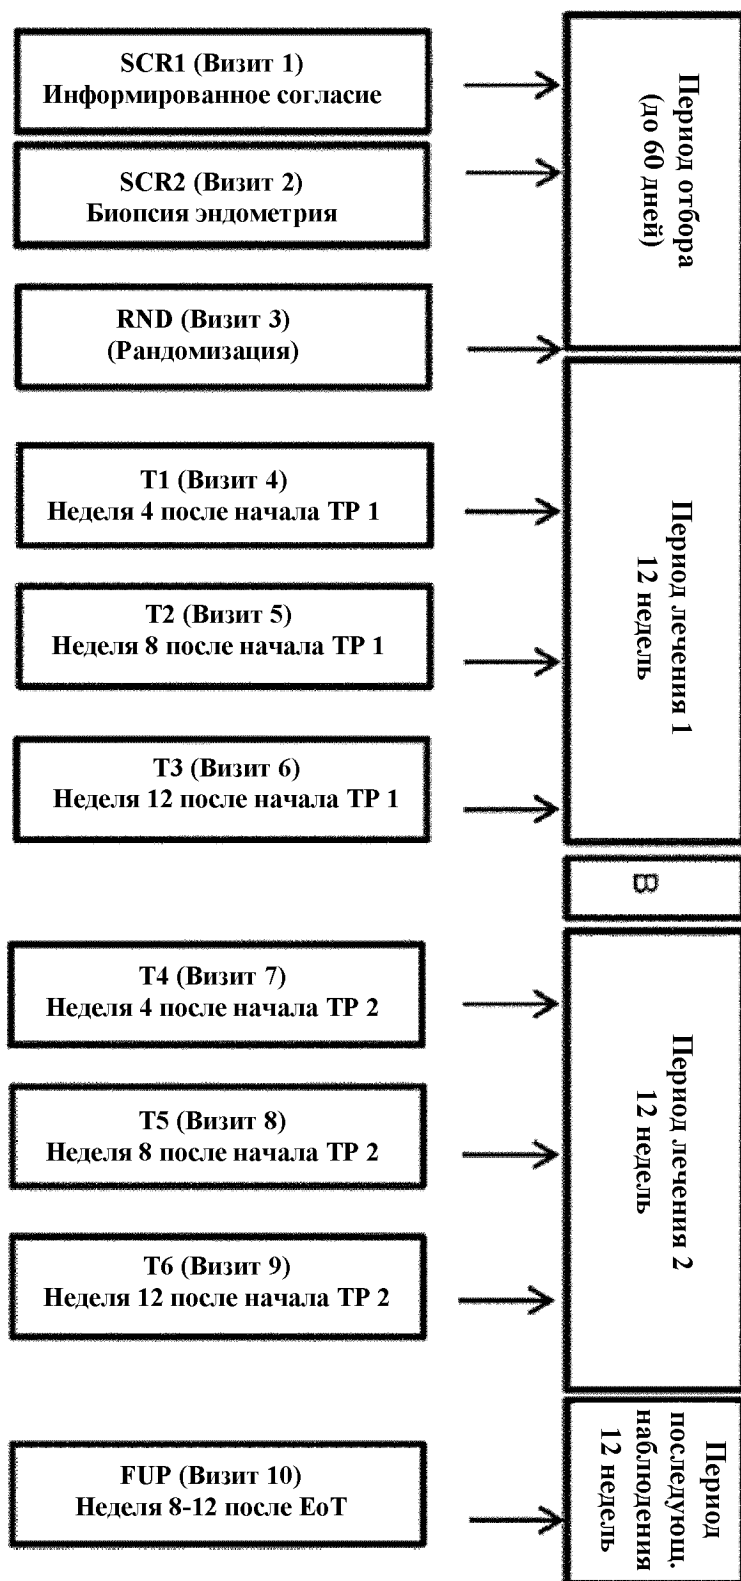 SCR1 (Визит 1)
Информированное согласие
SCR2 (Визит 2)
Биопсия эндометрия
Период отбора
(до 60 дней)
RND (Визит 3)
(Рандомизация)
T1 (Визит 4)
Неделя 4 после начала TP 1
T2 (Визит 5)
Неделя 8 после начала TP 1
T3 (Визит 6)
Неделя 12 после начала TP 1
Период лечения 1
12 недель
В
T4 (Визит 7)
Неделя 4 после начала TP 2
T5 (Визит 8)
Неделя 8 после начала TP 2
T6 (Визит 9)
Неделя 12 после начала TP 2
Период лечения 2
12 недель
FUP (Визит 10)
Неделя 8-12 после EoT
Период
последующ.
наблюдения
12 недель